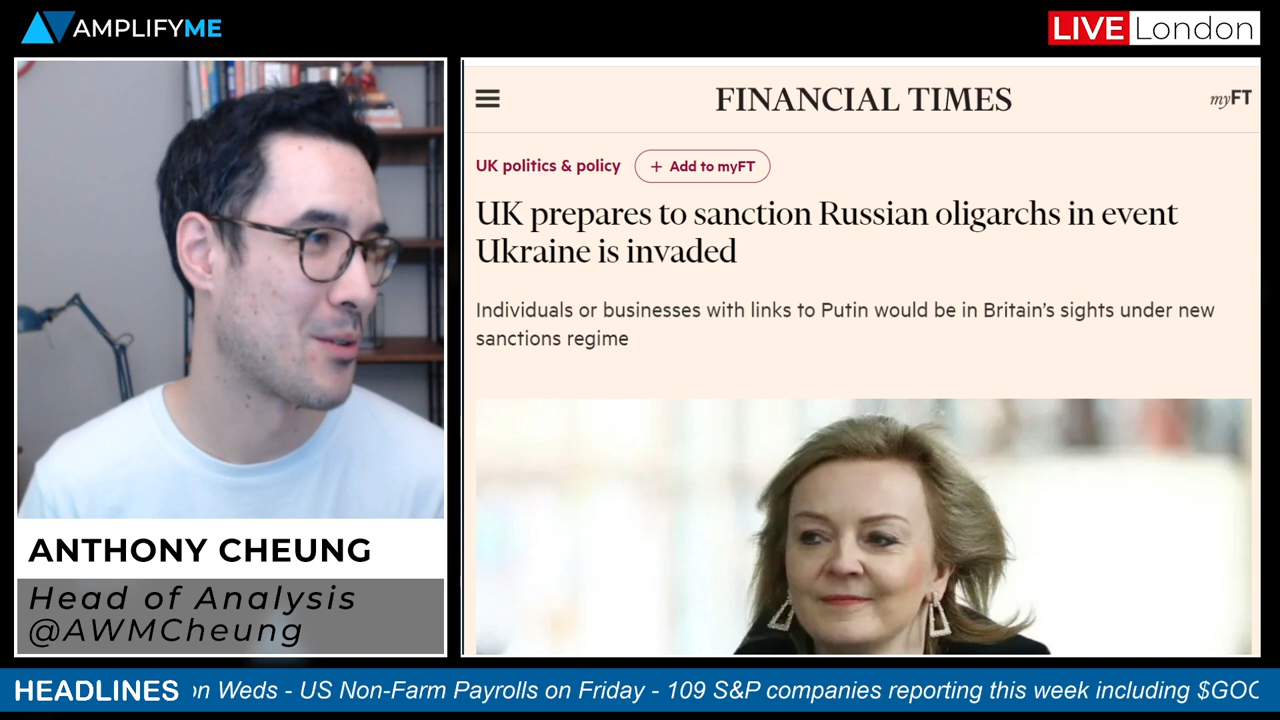 AMPLIFYME
LIVE London
FINANCIAL TIMES
myFT
UK politics & policy
+ Add to myFT
UK prepares to sanction Russian oligarchs in event
Ukraine is invaded
Individuals or businesses with links to Putin would be in Britain’s sights under new
sanctions regime
ANTHONY CHEUNG
Head of Analysis
@AWMCheung
HEADLINES on Weds - US Non-Farm Payrolls on Friday - 109 S&P companies reporting this week including